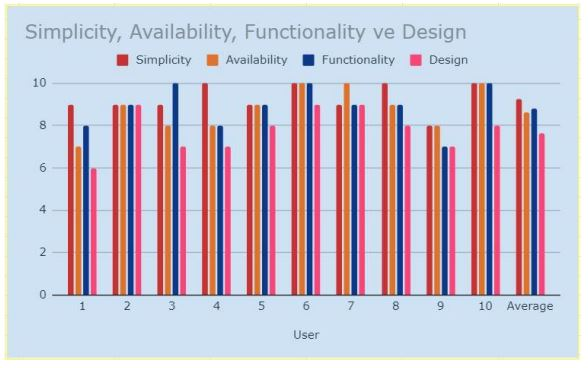 Simplicity, Availability, Functionality ve Design
Simplicity Availability Functionality Design
10
8
6
4
2
0
1 2 3 4 5 6 7 8 9 10 Average
User